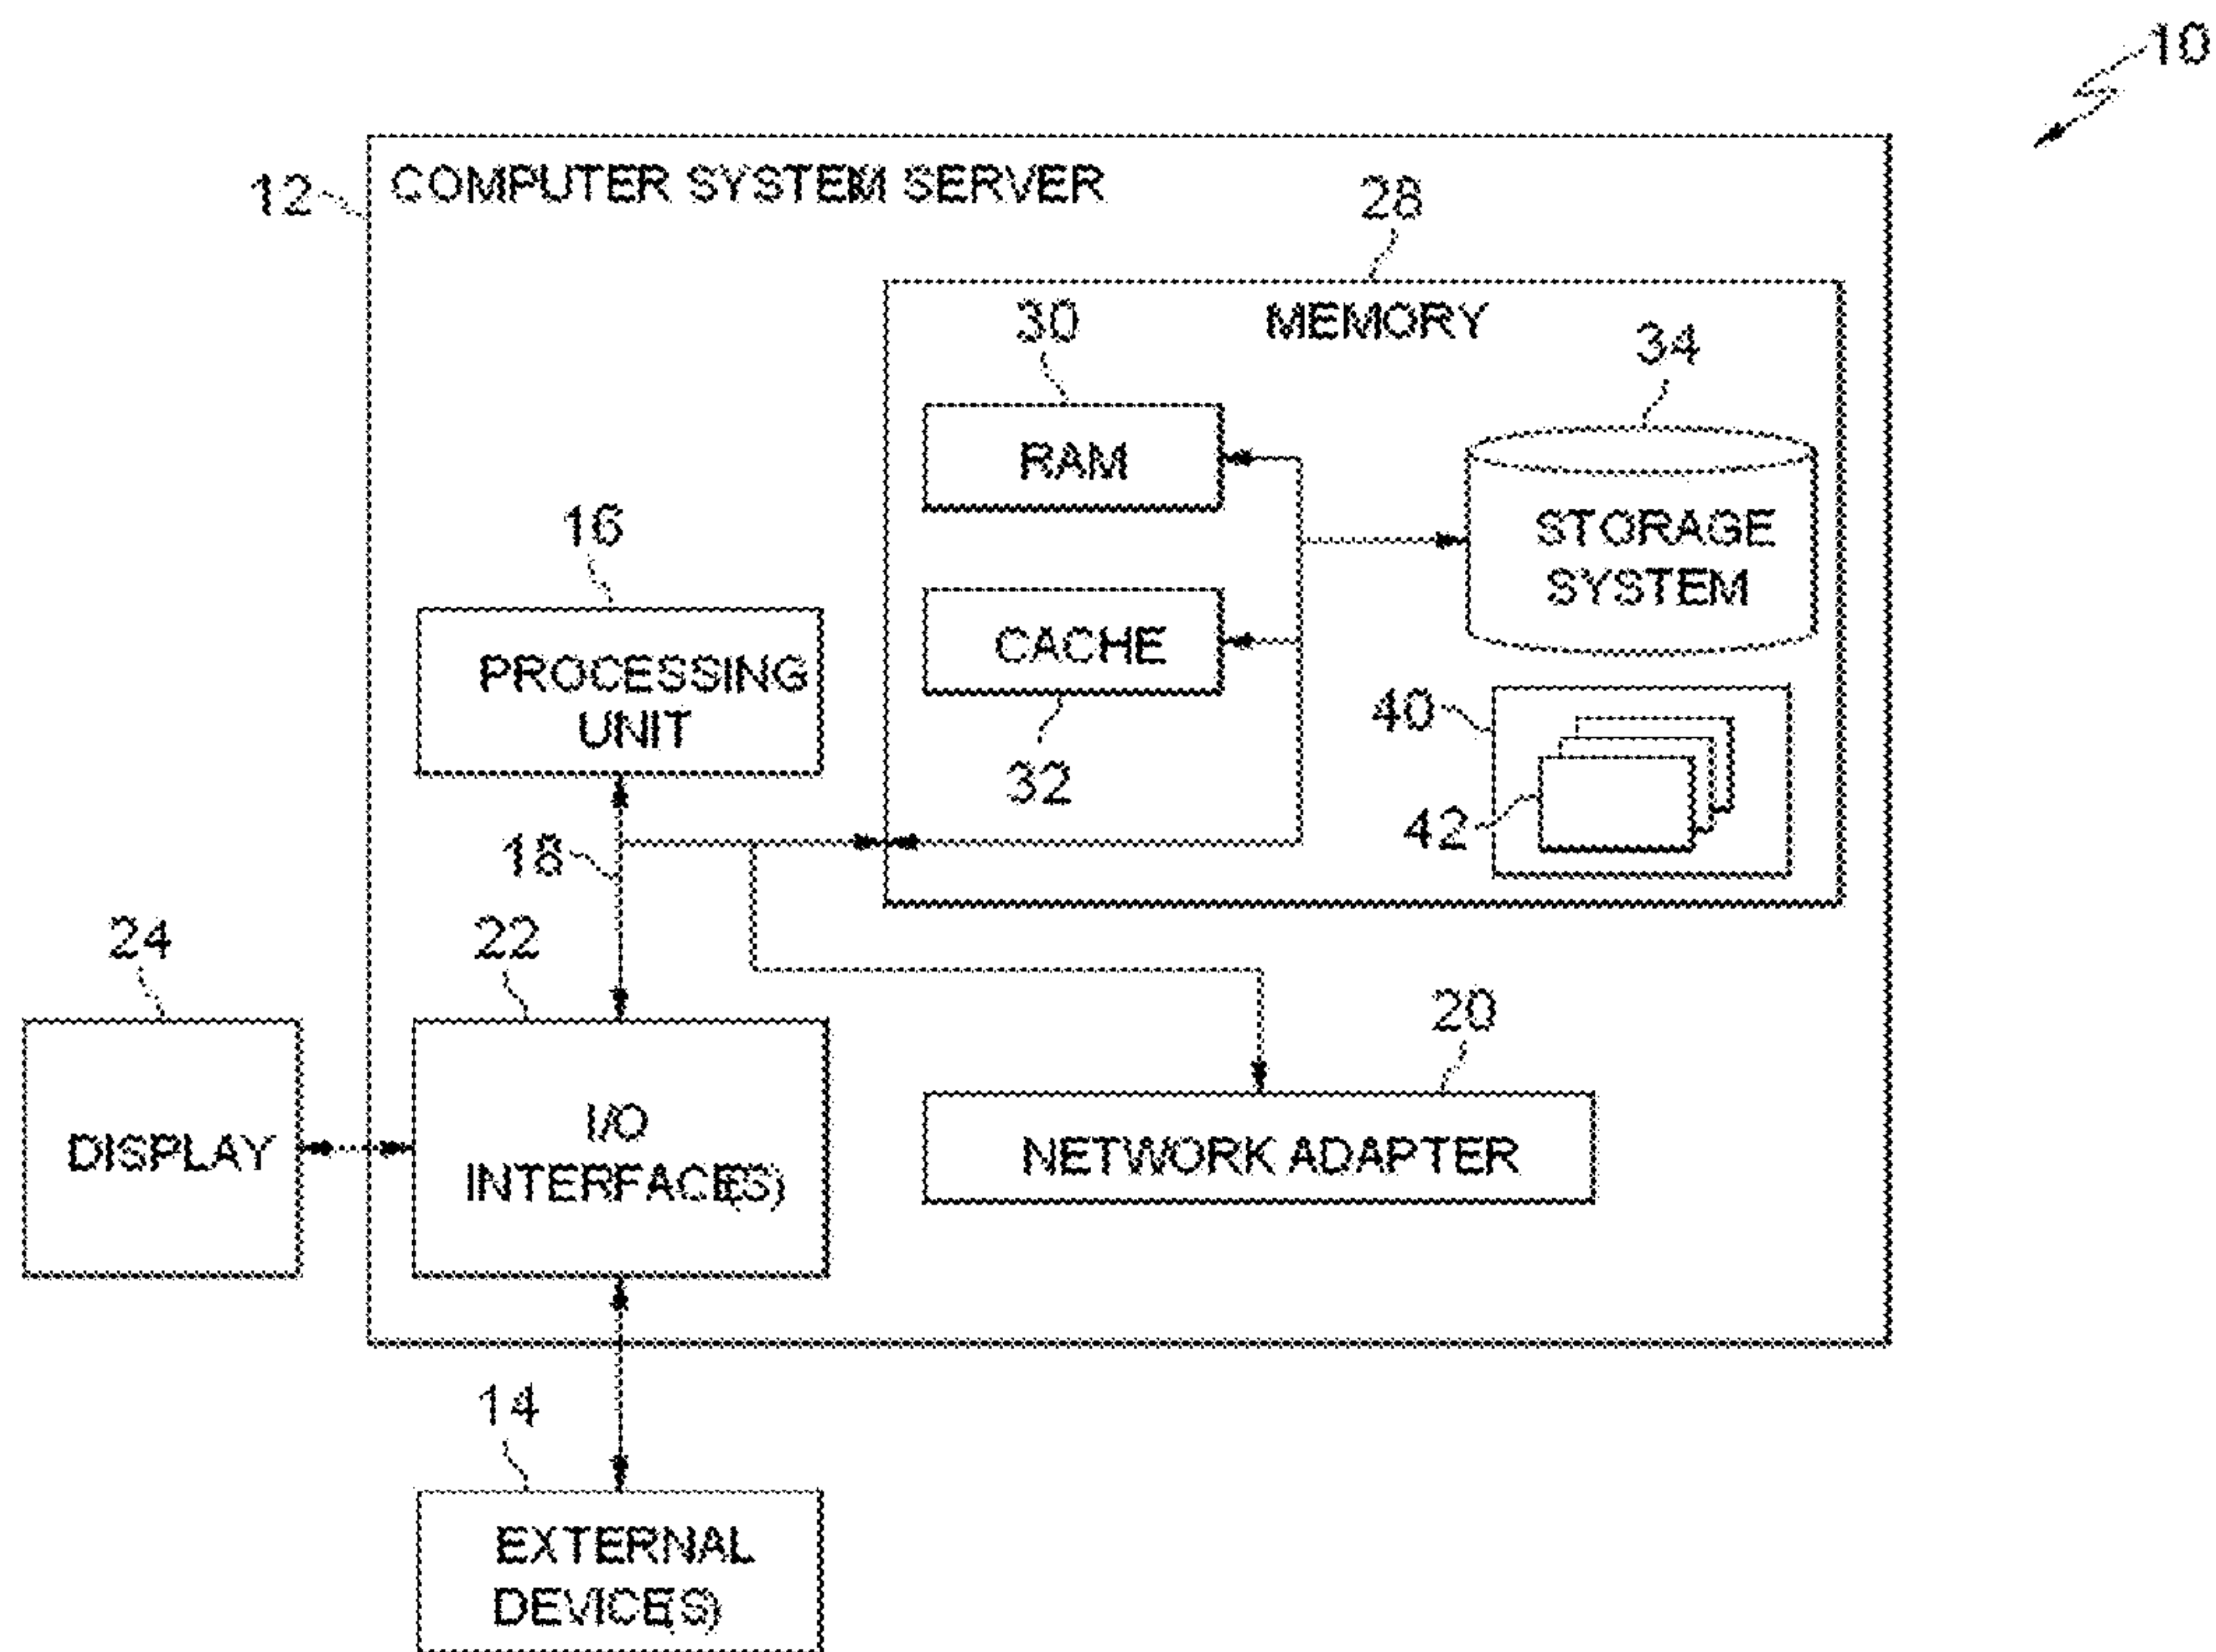 10
12
COMPUTER SYSTEM SERVER
28
MEMORY
30
34
RAM
STORAGE
SYSTEM
16
CACHE
PROCESSING
UNIT
32
40
42
18
24
22
20
DISPLAY
I/O
INTERFACE(S)
NETWORK ADAPTER
14
EXTERNAL
DEVICE(S)